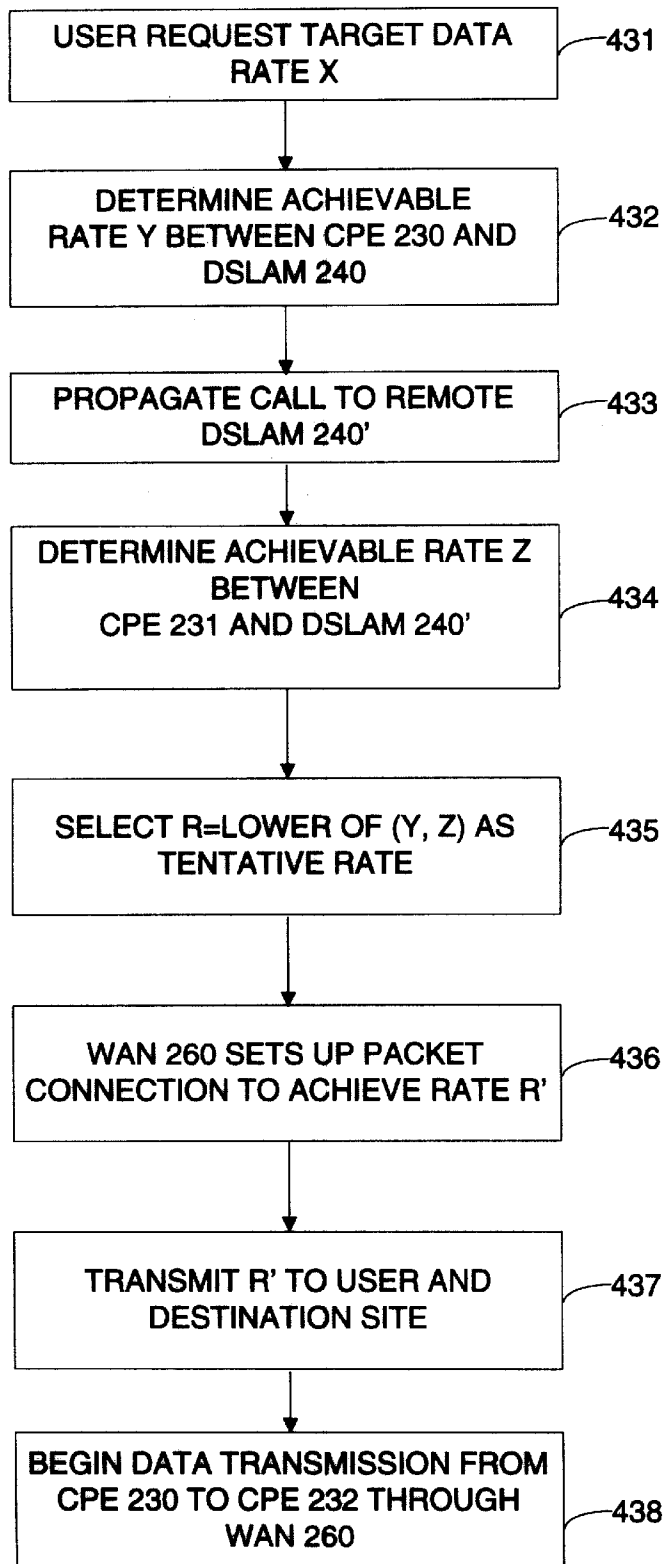 USER REQUEST TARGET DATA
RATE X
431
DETERMINE ACHIEVABLE
RATE Y BETWEEN CPE 230 AND
DSLAM 240
432
PROPAGATE CALL TO REMOTE
DSLAM 240'
433
DETERMINE ACHIEVABLE RATE Z
BETWEEN
CPE 231 AND DSLAM 240'
434
SELECT R=LOWER OF (Y, Z) AS
TENTATIVE RATE
435
WAN 260 SETS UP PACKET
CONNECTION TO ACHIEVE RATE R'
436
TRANSMIT R' TO USER AND
DESTINATION SITE
437
BEGIN DATA TRANSMISSION FROM
CPE 230 TO CPE 232 THROUGH
WAN 260
438